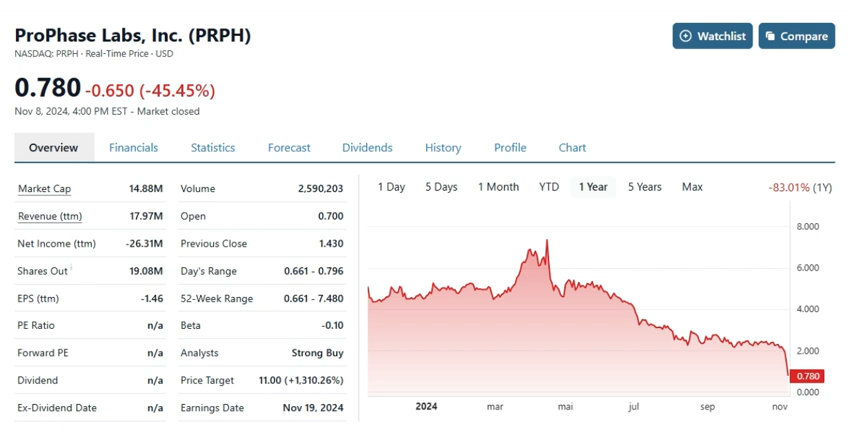 ProPhase Labs, Inc. (PRPH)
NASDAQ: PRPH · Real-Time Price · USD
Watchlist
Compare
0.780 -0.650 (-45.45%)
Nov 8, 2024, 4:00 PM EST - Market closed
Overview Financials Statistics Forecast Dividends History Profile Chart
Market Cap 14.88M Volume 2,590,203
Revenue (ttm) 17.97M Open 0.700
Net Income (ttm) -26.31M Previous Close 1.430
Shares Out i 19.08M Day's Range 0.661 - 0.796
EPS (ttm) -1.46 52-Week Range 0.661 - 7.480
PE Ratio n/a Beta -0.10
Forward PE n/a Analysts Strong Buy
Dividend n/a Price Target 11.00 (+1,310.26%)
Ex-Dividend Date n/a Earnings Date Nov 19, 2024
1 Day 5 Days 1 Month YTD 1 Year 5 Years Max -83.01% (1Y)
8.000
6.000
4.000
2.000
0.780
0.000
2024 mar mai jul sep nov